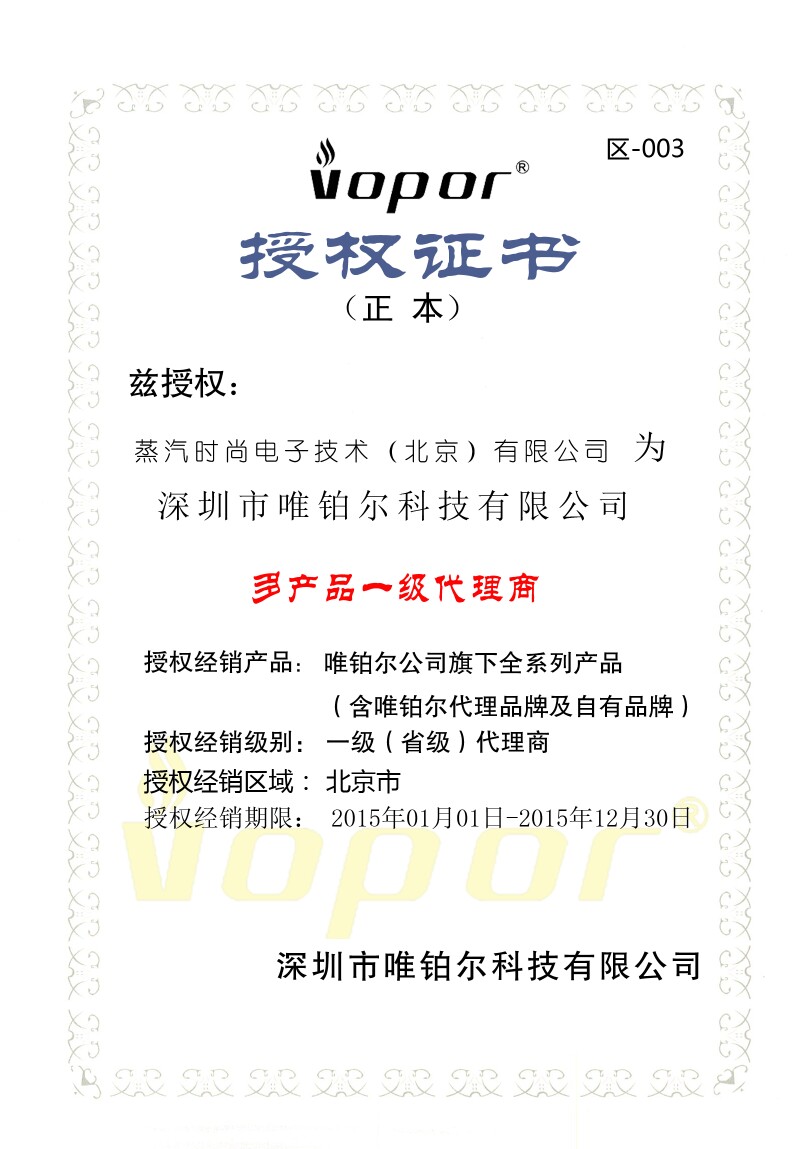 区-003
Vopor®
授权证书
（正 本）
兹授权：
蒸汽时尚电子技术（北京）有限公司 为
深圳市唯铂尔科技有限公司
多产品一级代理商
授权经销产品： 唯铂尔公司旗下全系列产品
（含唯铂尔代理品牌及自有品牌）
授权经销级别： 一级（省级）代理商
授权经销区域： 北京市
授权经销期限： 2015年01月01日-2015年12月30日
Vopor®
深圳市唯铂尔科技有限公司